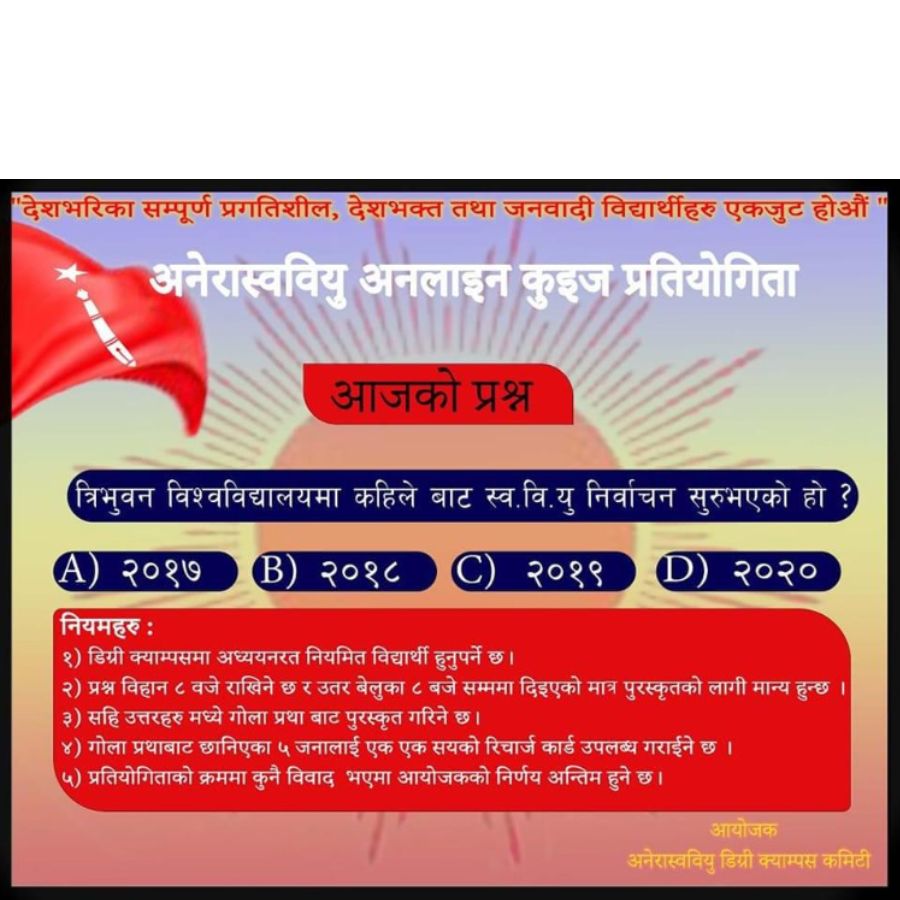 "देशभरिका सम्पूर्ण प्रगतिशील, देशभक्त तथा जनवादी विद्यार्थीहरु एकजुट होऔं "
अनेरास्ववियु अनलाइन कुइज प्रतियोगिता
आजको प्रश्न
त्रिभुवन विश्वविद्यालयमा कहिले बाट स्व.वि.यु निर्वाचन सुरुभएको हो ?
A) २०१७ B) २०१८ C) २०१९ D) २०२०
नियमहरु :
१) डिग्री क्याम्पसमा अध्ययनरत नियमित विद्यार्थी हुनुपर्ने छ।
२) प्रश्न विहान ८ वजे राखिने छ र उतर बेलुका ८ बजे सम्ममा दिइएको मात्र पुरस्कृतको लागी मान्य हुन्छ ।
३) सहि उत्तरहरु मध्ये गोला प्रथा बाट पुरस्कृत गरिने छ।
४) गोला प्रथाबाट छानिएका ५ जनालाई एक एक सयको रिचार्ज कार्ड उपलब्ध गराईने छ ।
५) प्रतियोगिताको क्रममा कुनै विवाद भएमा आयोजकको निर्णय अन्तिम हुने छ।
आयोजक
अनेरास्ववियु डिग्री क्याम्पस कमिटी